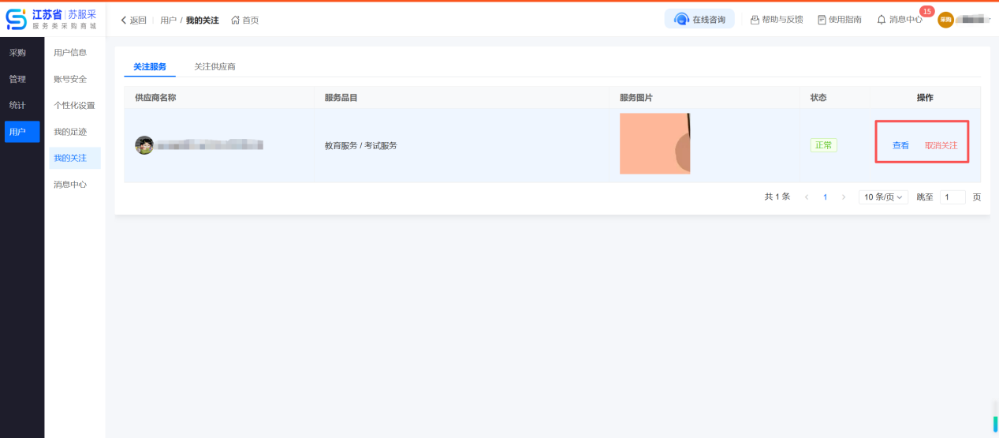 江苏省 | 苏服采
服务类采购商城
返回 | 用户 / 我的关注 首页
在线咨询 帮助与反馈 使用指南 消息中心 15 采购
采购
管理
统计
用户
用户信息
账号安全
个性化设置
我的足迹
我的关注
消息中心
关注服务 关注供应商
供应商名称 服务品目 服务图片 状态 操作
教育服务 / 考试服务 正常 查看 取消关注
共 1 条 1 10 条/页 跳至 1 页